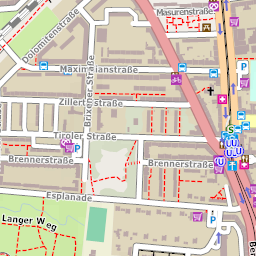 Masurenstraße
Dolomitenstraße
Maximilianstraße
Brixener Straße
Zillertalstraße
Tiroler Straße
Brennerstraße
Brennerstraße
Esplanade
Langer Weg
P
P
P
S
U
U
U
U